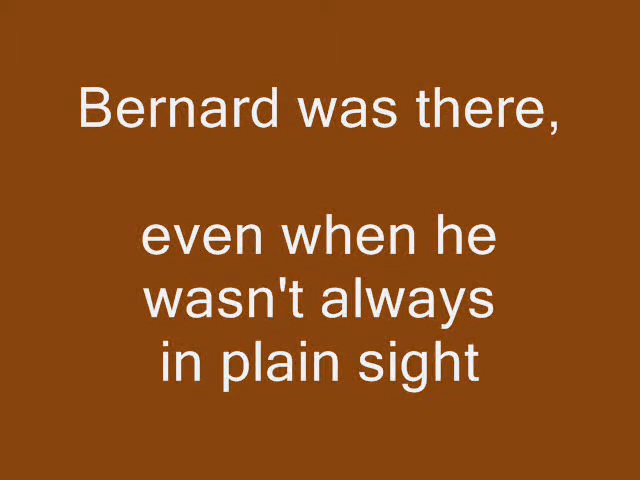 Bernard was there,
even when he
wasn't always
in plain sight